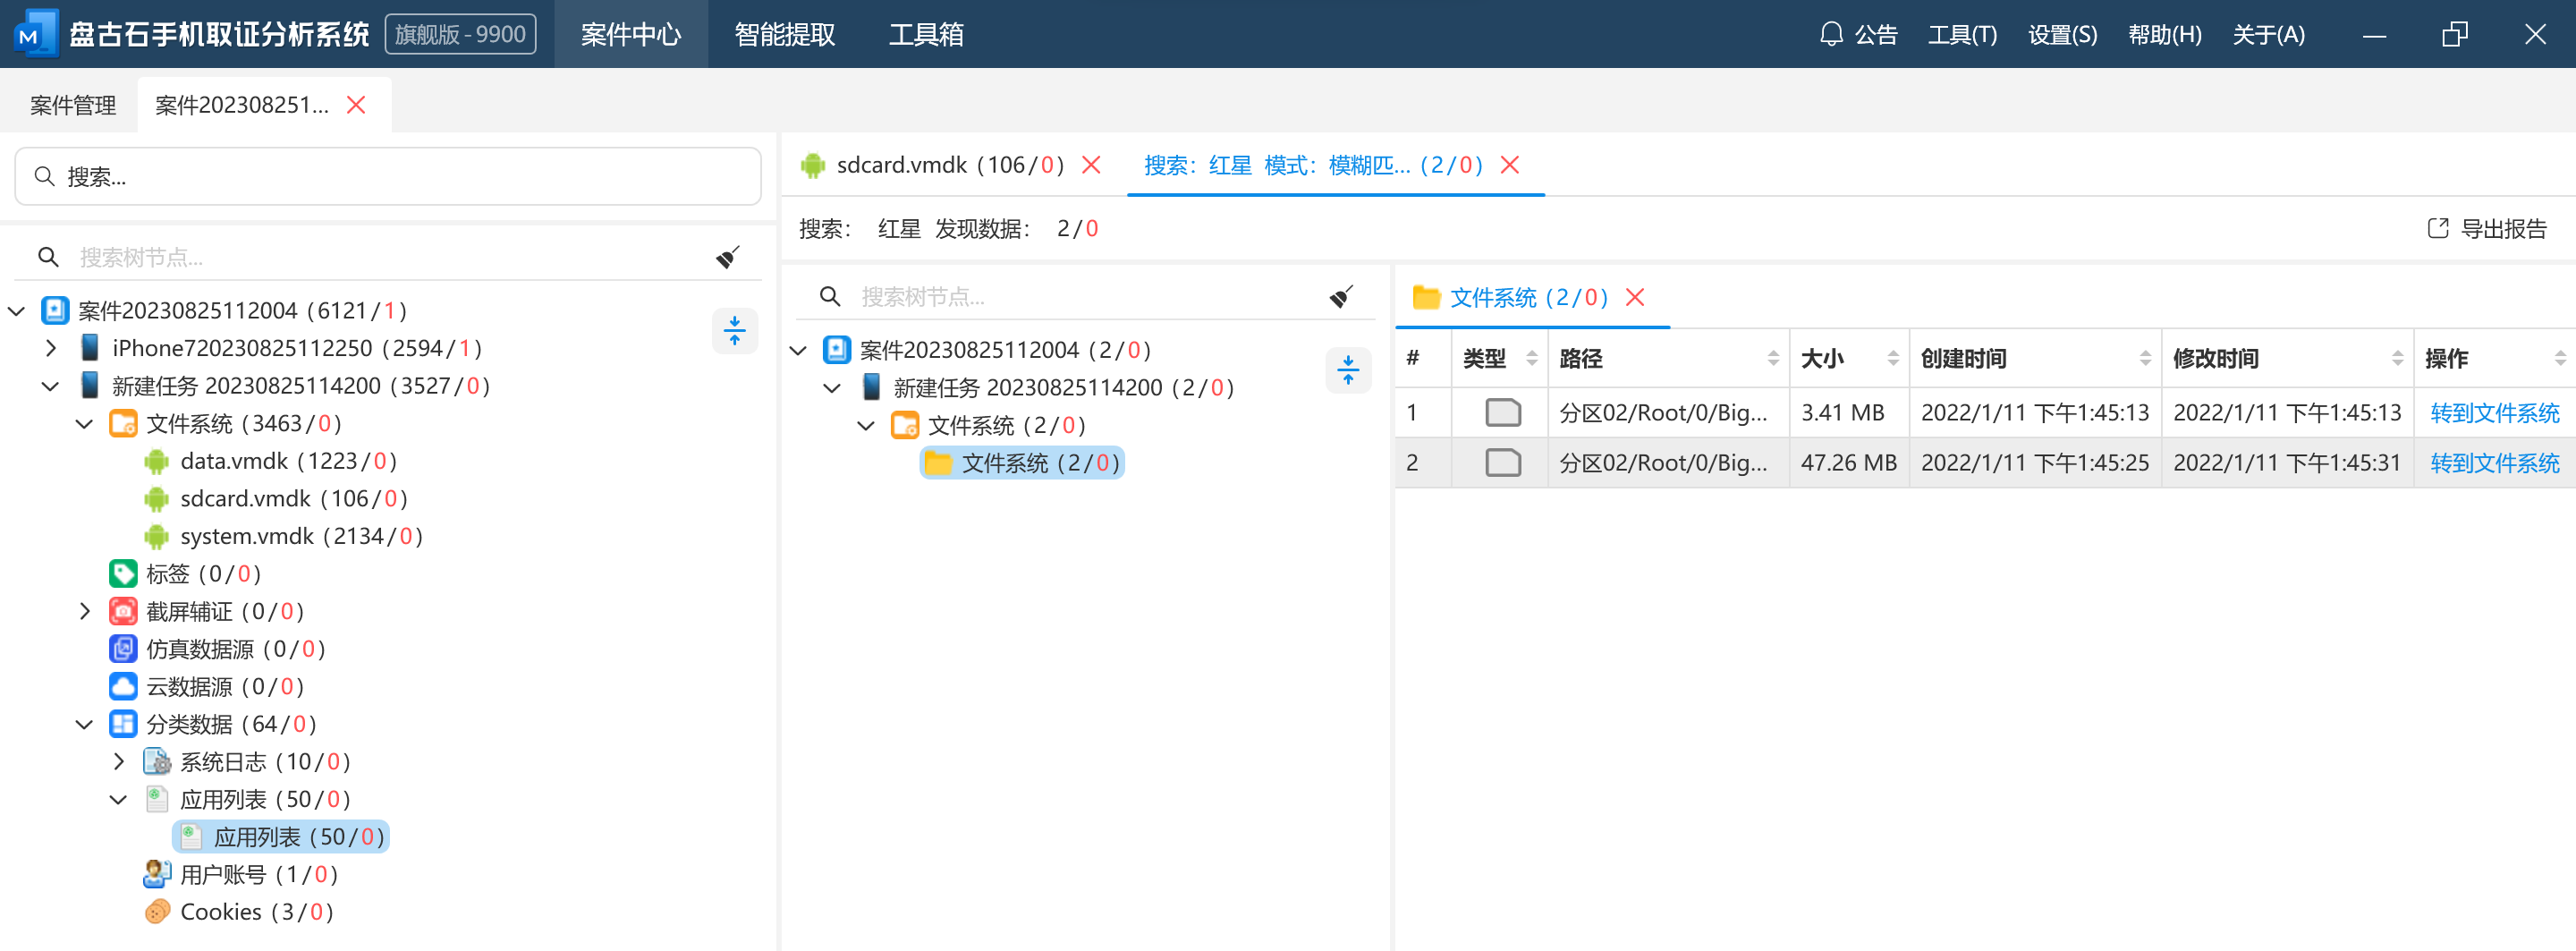 盘古石手机取证分析系统 旗舰版 - 9900 案件中心 智能提取 工具箱 公告 工具(T) 设置(S) 帮助(H) 关于(A)
案件管理 案件202308251...
搜索...
搜索树节点...
案件20230825112004 (6121/1)
iPhone720230825112250 (2594/1)
新建任务 20230825114200 (3527/0)
文件系统 (3463/0)
data.vmdk (1223/0)
sdcard.vmdk (106/0)
system.vmdk (2134/0)
标签 (0/0)
截屏辅证 (0/0)
仿真数据源 (0/0)
云数据源 (0/0)
分类数据 (64/0)
系统日志 (10/0)
应用列表 (50/0)
应用列表 (50/0)
用户账号 (1/0)
Cookies (3/0)
sdcard.vmdk (106/0) 搜索：红星 模式：模糊匹... (2/0)
搜索： 红星 发现数据： 2/0 导出报告
搜索树节点...
案件20230825112004 (2/0)
新建任务 20230825114200 (2/0)
文件系统 (2/0)
文件系统 (2/0)
文件系统 (2/0)
# 类型 路径 大小 创建时间 修改时间 操作
1 分区02/Root/0/Big... 3.41 MB 2022/1/11 下午1:45:13 2022/1/11 下午1:45:13 转到文件系统
2 分区02/Root/0/Big... 47.26 MB 2022/1/11 下午1:45:25 2022/1/11 下午1:45:31 转到文件系统